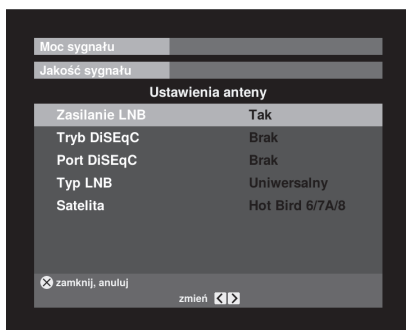 Moc sygnału
Jakość sygnału
Ustawienia anteny
Zasilanie LNB Tak
Tryb DiSEqC Brak
Port DiSEqC Brak
Typ LNB Uniwersalny
Satelita Hot Bird 6/7A/8
zamknij, anuluj
zmień